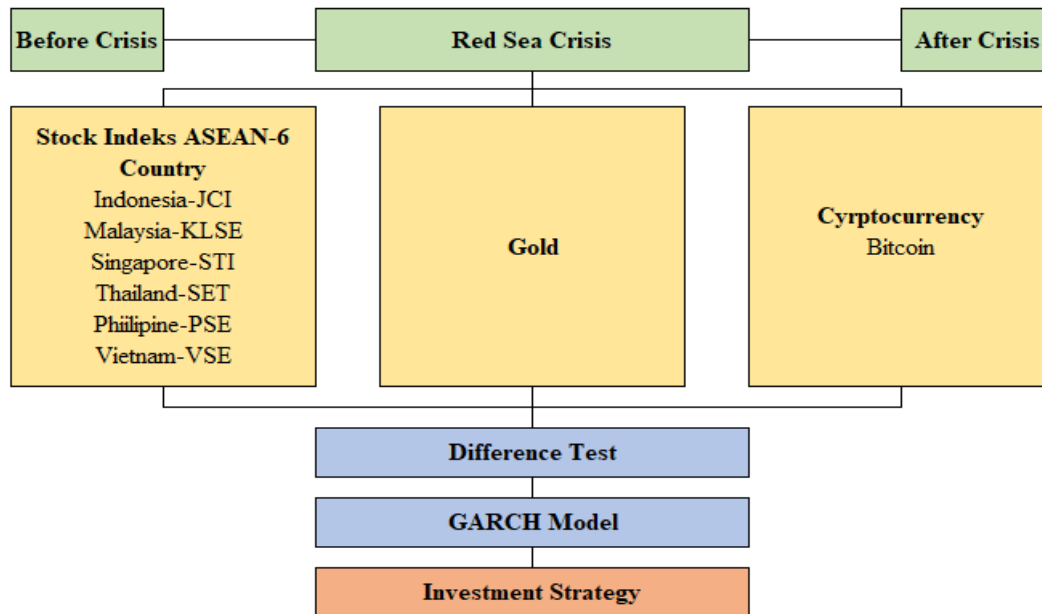 Before Crisis
Red Sea Crisis
After Crisis
Stock Indeks ASEAN-6
Country
Indonesia-JCI
Malaysia-KLSE
Singapore-STI
Thailand-SET
Phiilipine-PSE
Vietnam-VSE
Gold
Cyrptocurrency
Bitcoin
Difference Test
GARCH Model
Investment Strategy